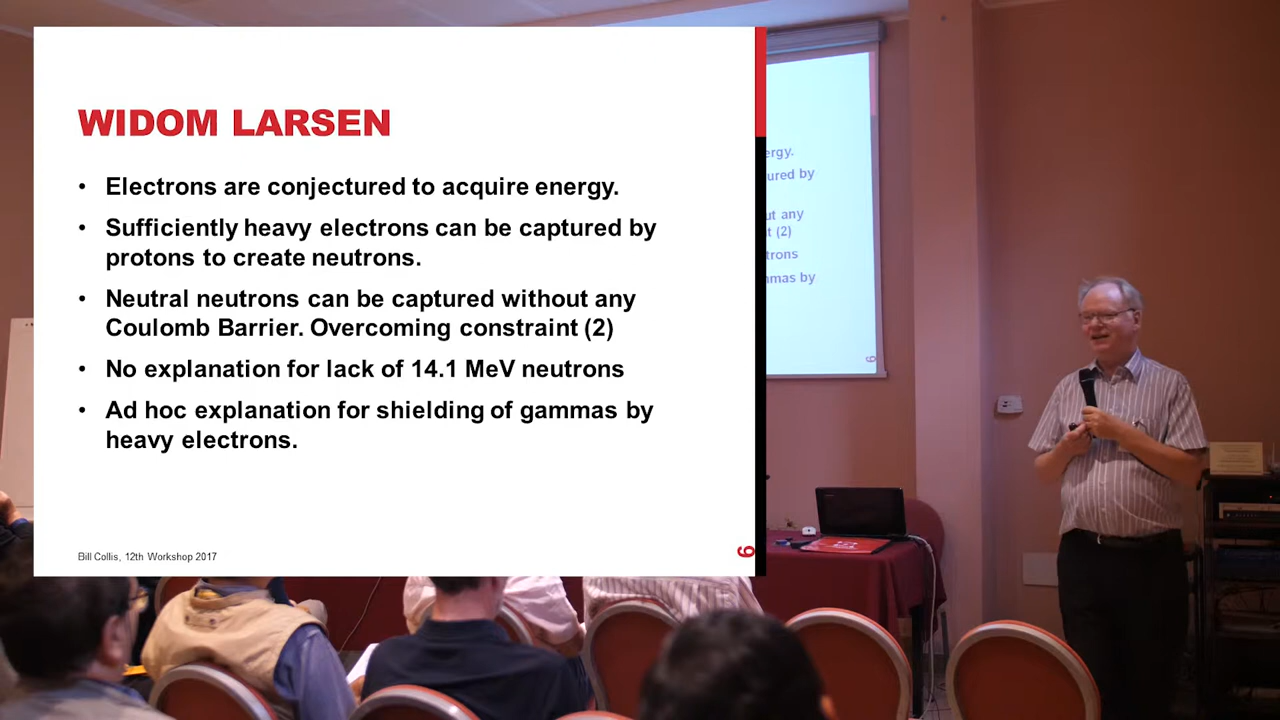 WIDOM LARSEN
• Electrons are conjectured to acquire energy.
• Sufficiently heavy electrons can be captured by
protons to create neutrons.
• Neutral neutrons can be captured without any
Coulomb Barrier. Overcoming constraint (2)
• No explanation for lack of 14.1 MeV neutrons
• Ad hoc explanation for shielding of gammas by
heavy electrons.
Bill Collis, 12th Workshop 2017
6
ergy.
ured by
ut any
t (2)
trons
mmas by
6